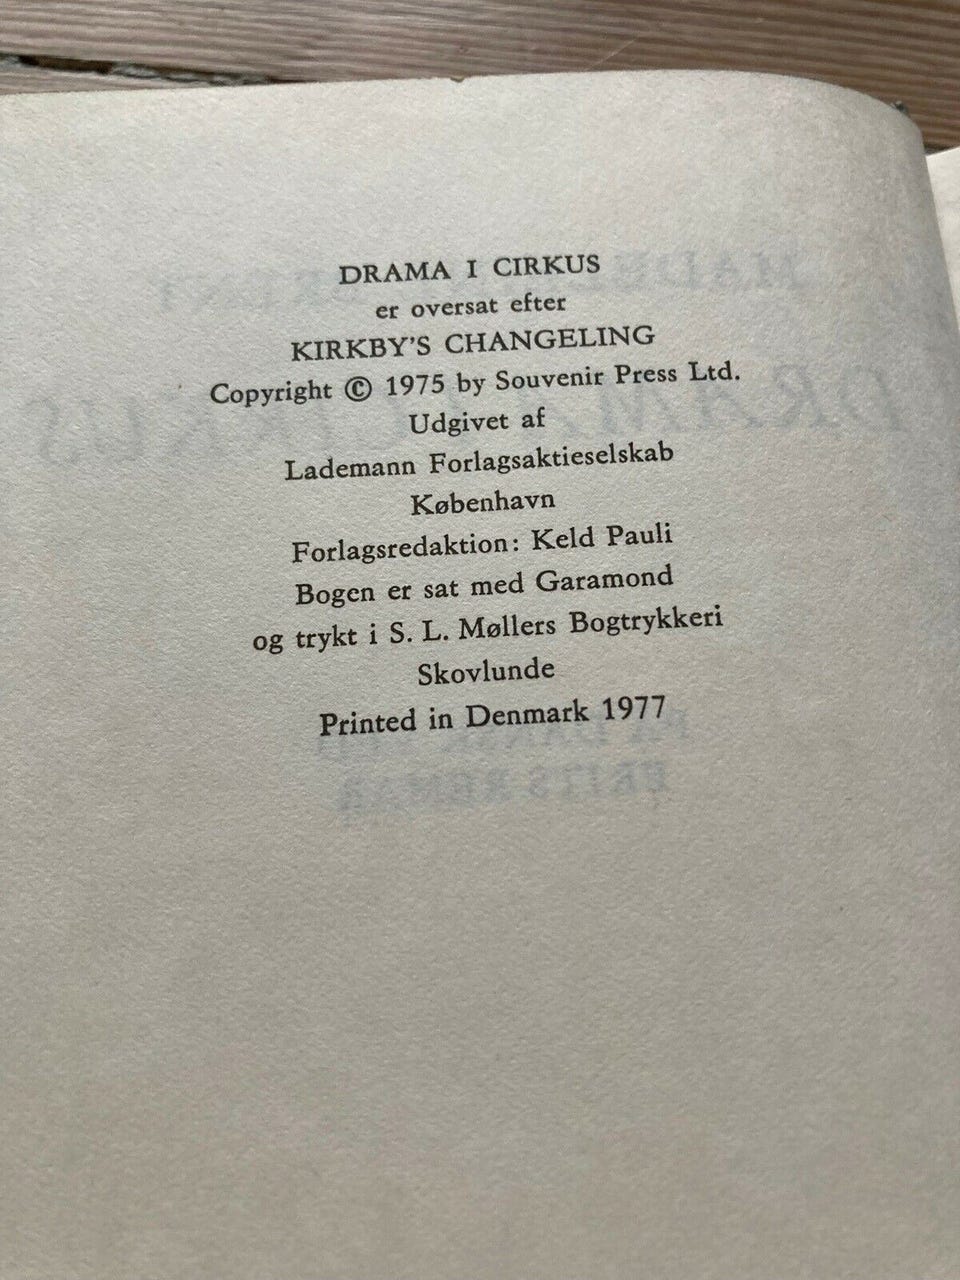 DRAMA I CIRKUS
er oversat efter
KIRKBY'S CHANGELING
Copyright © 1975 by Souvenir Press Ltd.
Udgivet af
Lademann Forlagsaktieselskab
København
Forlagsredaktion: Keld Pauli
Bogen er sat med Garamond
og trykt i S. L. Møllers Bogtrykkeri
Skovlunde
Printed in Denmark 1977